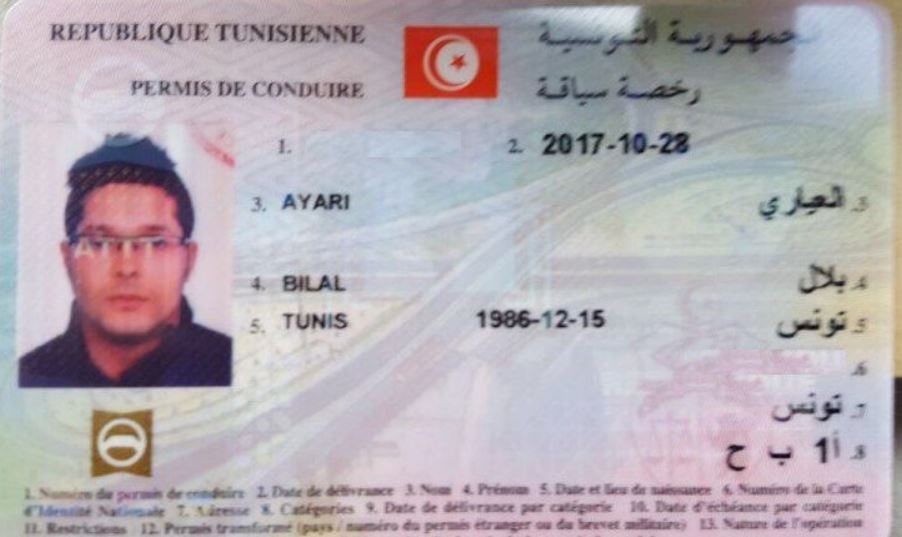 REPUBLIQUE TUNISIENNE
الجمهورية التونسية
PERMIS DE CONDUIRE
رخصة سياقة
1. 2. 2017-10-28
3. AYARI العياري .3
4. BILAL بلال .4
5. TUNIS 1986-12-15 تونس .5
.6
تونس .7
أ1 ب ح .8
1. Numéro du permis de conduire 2. Date de délivrance 3. Nom 4. Prénom 5. Date et lieu de naissance 6. Numéro de la Carte
d'Identité Nationale 7. Adresse 8. Catégories 9. Date de délivrance par catégorie 10. Date d'échéance par catégorie
11. Restrictions 12. Permis transformé (pays / numéro du permis étranger ou du brevet militaire) 13. Nature de l'opération